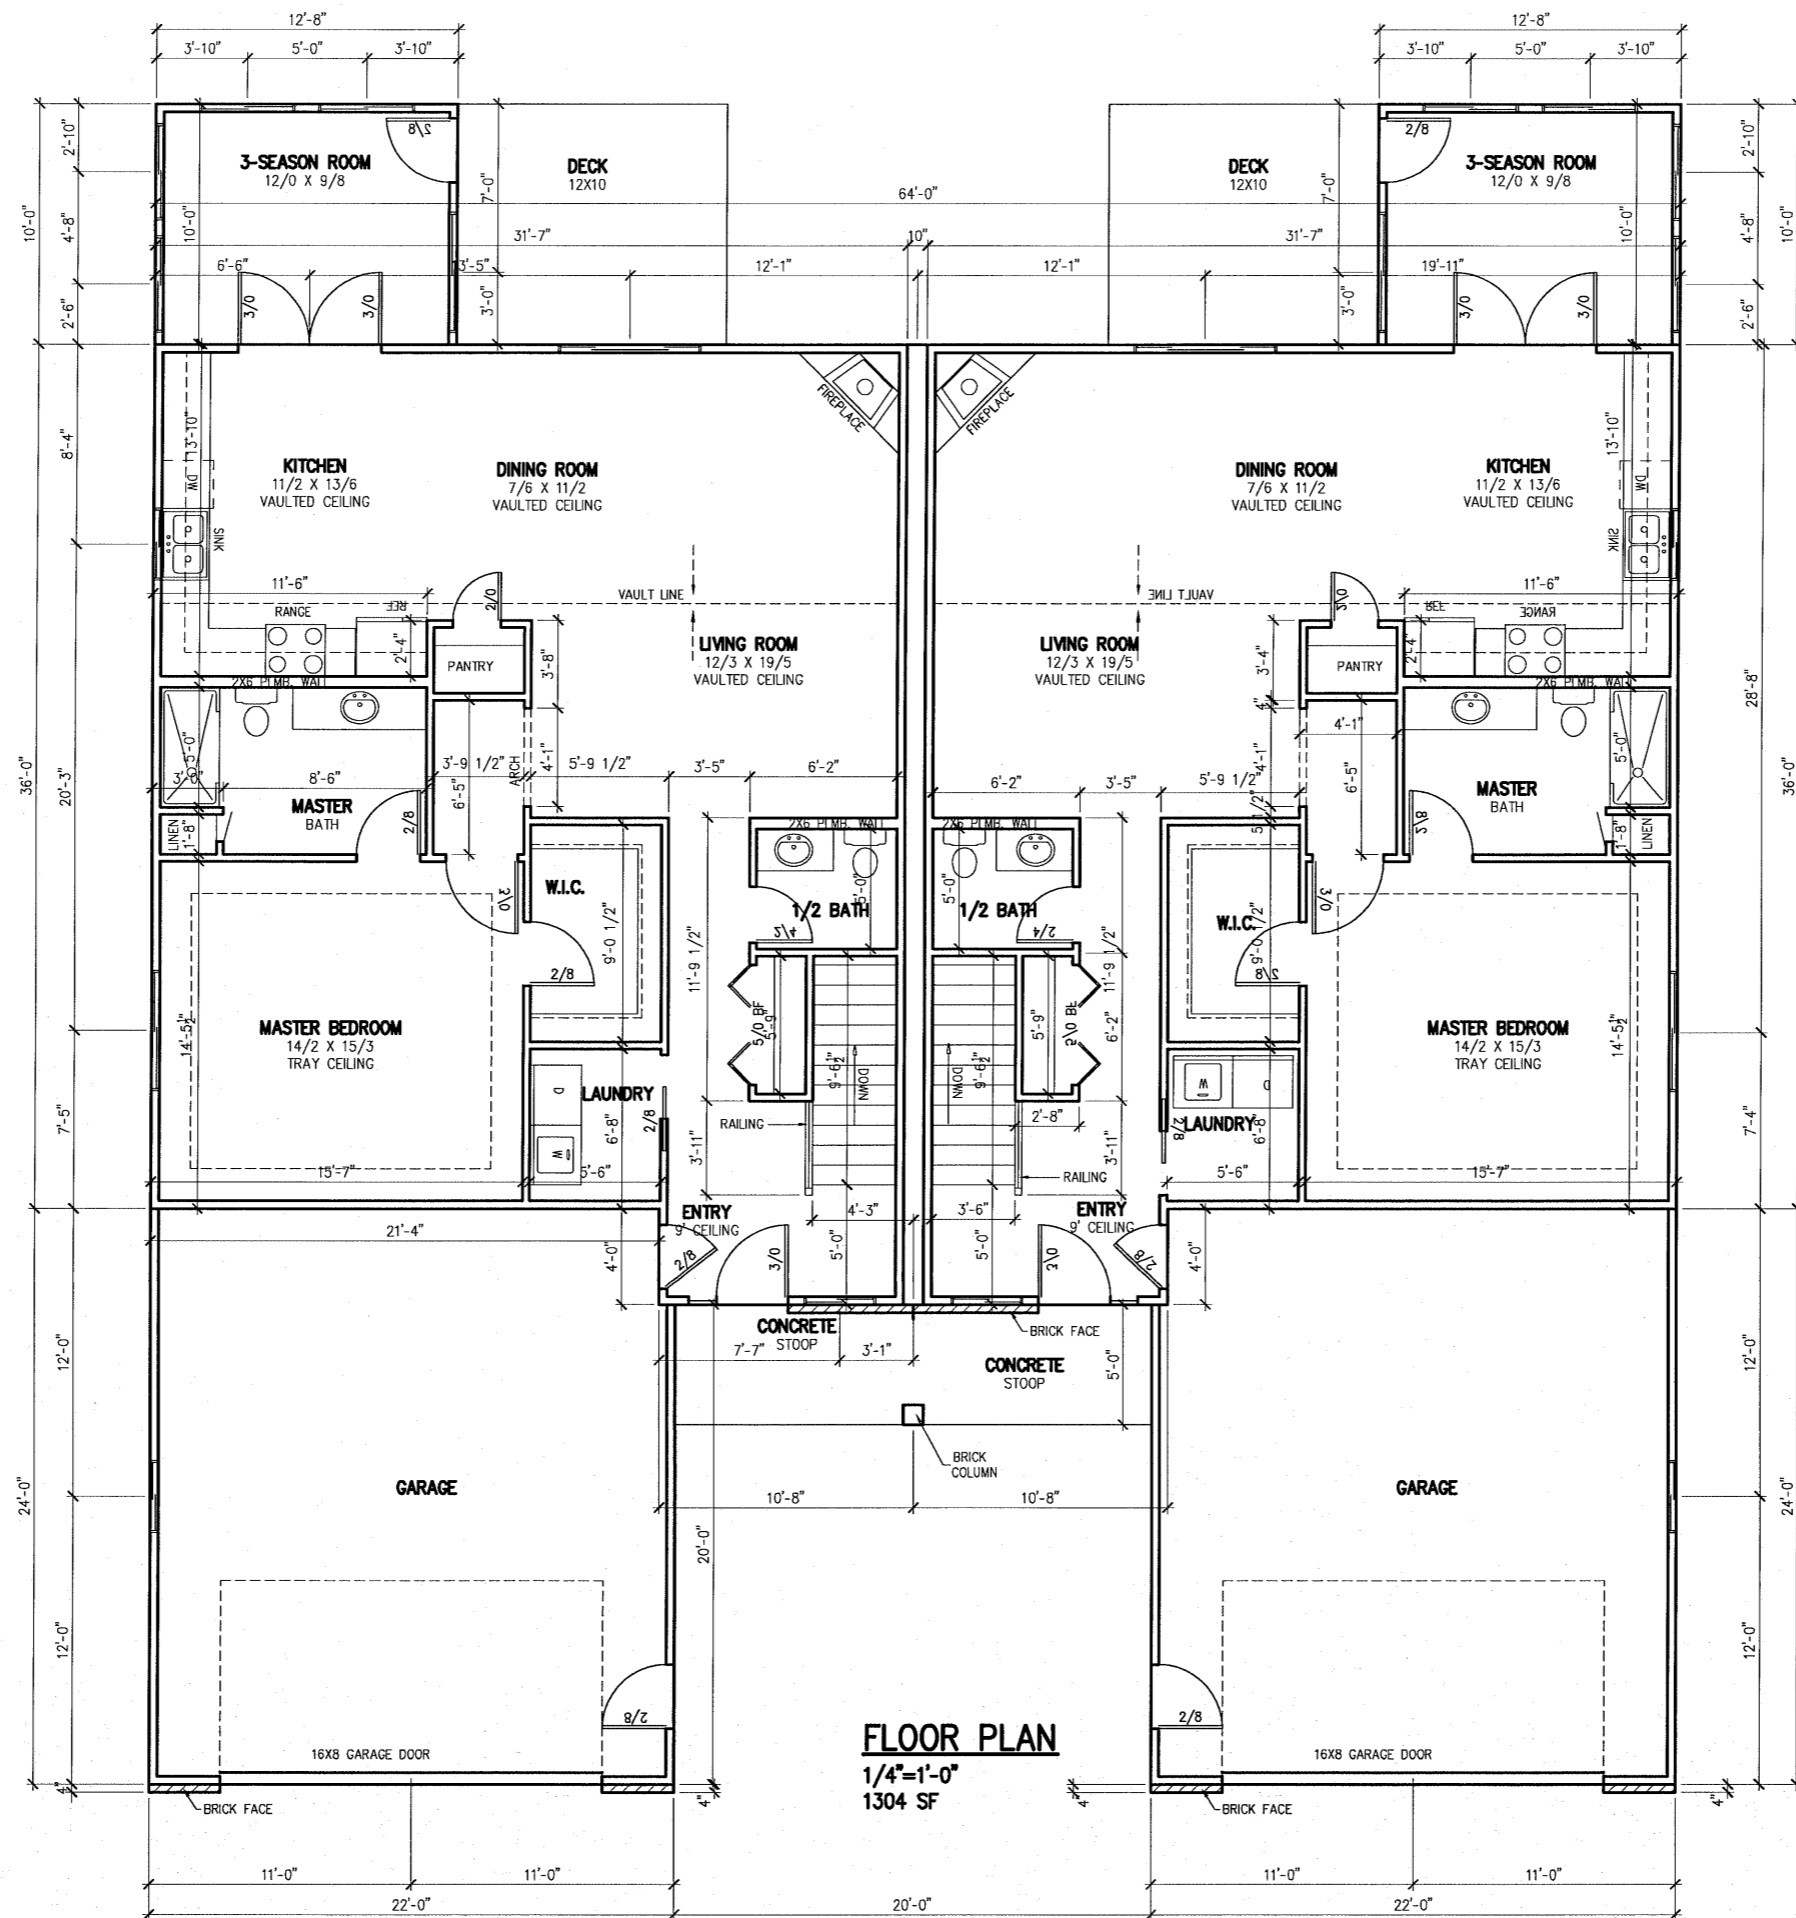 12'-8"
12'-8"
3'-10"
5'-0"
3'-10"
3'-10"
5'-0"
3'-10"
2'-10"
2/8
2/8
2'-10"
3-SEASON ROOM
12/0 X 9/8
DECK
12X10
7'-0"
DECK
12X10
7'-0"
3-SEASON ROOM
12/0 X 9/8
10'-0"
4'-8"
10'-0"
64'-0"
10'-0"
4'-8"
10'-0"
31'-7"
10"
31'-7"
6'-6"
3'-5"
12'-1"
12'-1"
19'-11"
2'-6"
3/0
3/0
3'-0"
3'-0"
3/0
3/0
2'-6"
FIREPLACE
FIREPLACE
8'-4"
13'-10"
13'-10"
KITCHEN
11/2 X 13/6
VAULTED CEILING
DINING ROOM
7/6 X 11/2
VAULTED CEILING
DINING ROOM
7/6 X 11/2
VAULTED CEILING
KITCHEN
11/2 X 13/6
VAULTED CEILING
DW
DW
SINK
SINK
11'-6"
2/0
VAULT LINE
VAULT LINE
2/0
11'-6"
RANGE
REF
REF
RANGE
2'-4"
PANTRY
3'-8"
LIVING ROOM
12/3 X 19/5
VAULTED CEILING
LIVING ROOM
12/3 X 19/5
VAULTED CEILING
3'-4"
PANTRY
2'-4"
2X6 PLMB. WALL
2X6 PLMB. WALL
4"
28'-8"
36'-0"
20'-3"
5'-0"
3'-0"
8'-6"
3'-9 1/2"
ARCH
4'-1"
5'-9 1/2"
3'-5"
6'-2"
6'-2"
3'-5"
5'-9 1/2"
4'-1"
4'-1"
5'-0"
36'-0"
6'-5"
6'-5"
MASTER
BATH
MASTER
BATH
2/8
2/8
LINEN
1'-8"
5 1/2"
1'-8"
LINEN
2X6 PLMB. WALL
2X6 PLMB. WALL
W.I.C.
3/0
9'-0 1/2"
5'-0"
1/2 BATH
1/2 BATH
5'-0"
W.I.C.
9'-0 1/2"
3/0
2/4
2/4
2/8
2/8
11'-9 1/2"
11'-9 1/2"
MASTER BEDROOM
14/2 X 15/3
TRAY CEILING
14'-5 1/2"
5/0 BF
5'-9"
9'-6 1/2"
DOWN
DOWN
9'-6 1/2"
5'-9"
5/0 BF
6'-2"
MASTER BEDROOM
14/2 X 15/3
TRAY CEILING
14'-5 1/2"
7'-5"
D
W
LAUNDRY
6'-8"
2/8
RAILING
2'-8"
W
D
LAUNDRY
2/8
6'-8"
7'-4"
3'-11"
3'-11"
15'-7"
5'-6"
RAILING
5'-6"
15'-7"
ENTRY
9' CEILING
4'-3"
3'-6"
ENTRY
9' CEILING
21'-4"
4'-0"
2/8
3/0
5'-0"
5'-0"
3/0
2/8
4'-0"
CONCRETE
STOOP
BRICK FACE
7'-7"
3'-1"
CONCRETE
STOOP
5'-0"
12'-0"
12'-0"
BRICK
COLUMN
GARAGE
GARAGE
10'-8"
10'-8"
24'-0"
24'-0"
20'-0"
12'-0"
12'-0"
2/8
2/8
FLOOR PLAN
1/4"=1'-0"
1304 SF
16X8 GARAGE DOOR
16X8 GARAGE DOOR
4"
4"
4"
4"
BRICK FACE
BRICK FACE
11'-0"
11'-0"
11'-0"
11'-0"
22'-0"
20'-0"
22'-0"